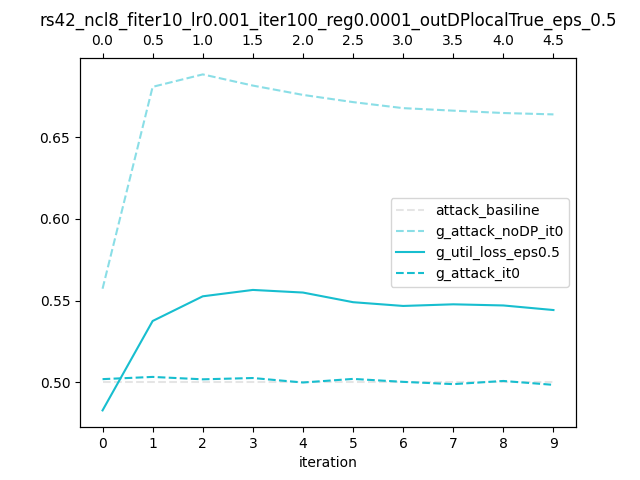 rs42_ncl8_fiter10_lr0.001_iter100_reg0.0001_outDPlocalTrue_eps_0.5
0.0 0.5 1.0 1.5 2.0 2.5 3.0 3.5 4.0 4.5
0.65
0.60
0.55
0.50
attack_basiline
g_attack_noDP_it0
g_util_loss_eps0.5
g_attack_it0
0 1 2 3 4 5 6 7 8 9
iteration